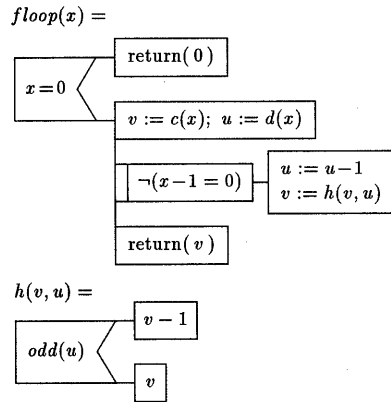 floop(x) =
return( 0 )
x = 0
v := c(x); u := d(x)
¬(x−1 = 0)
u := u−1
v := h(v, u)
return( v )
h(v, u) =
v − 1
odd(u)
v